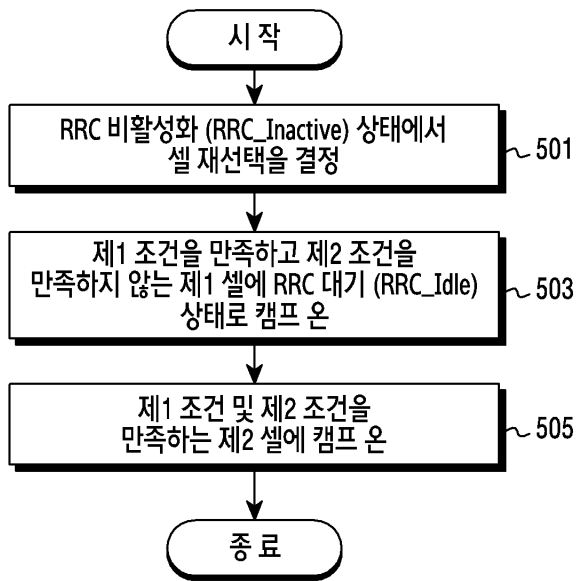 시 작
RRC 비활성화 (RRC_Inactive) 상태에서
셀 재선택을 결정
501
제1 조건을 만족하고 제2 조건을
만족하지 않는 제1 셀에 RRC 대기 (RRC_Idle)
상태로 캠프 온
503
제1 조건 및 제2 조건을
만족하는 제2 셀에 캠프 온
505
종 료